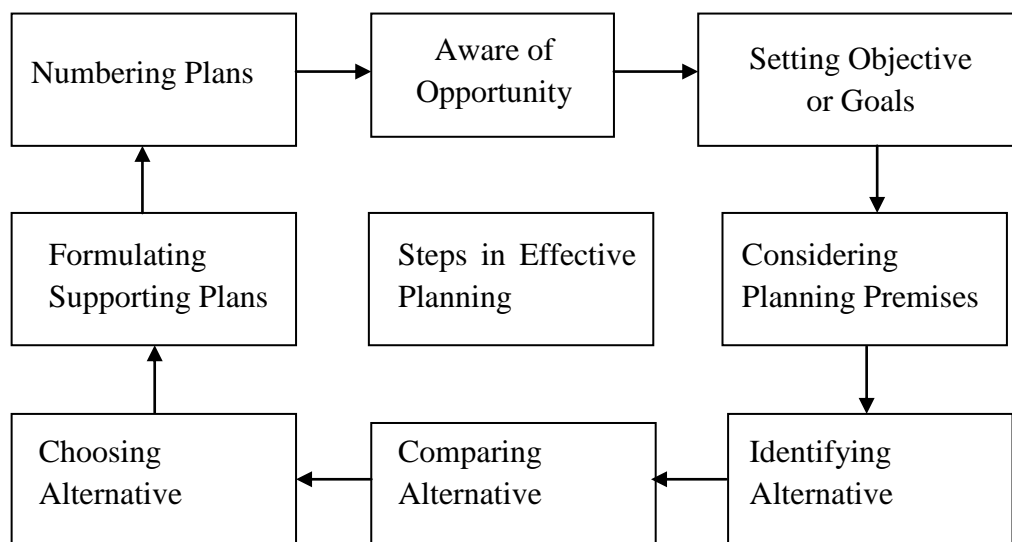 Numbering Plans
Aware of
Opportunity
Setting Objective
or Goals
Formulating
Supporting Plans
Steps in Effective
Planning
Considering
Planning Premises
Choosing
Alternative
Comparing
Alternative
Identifying
Alternative